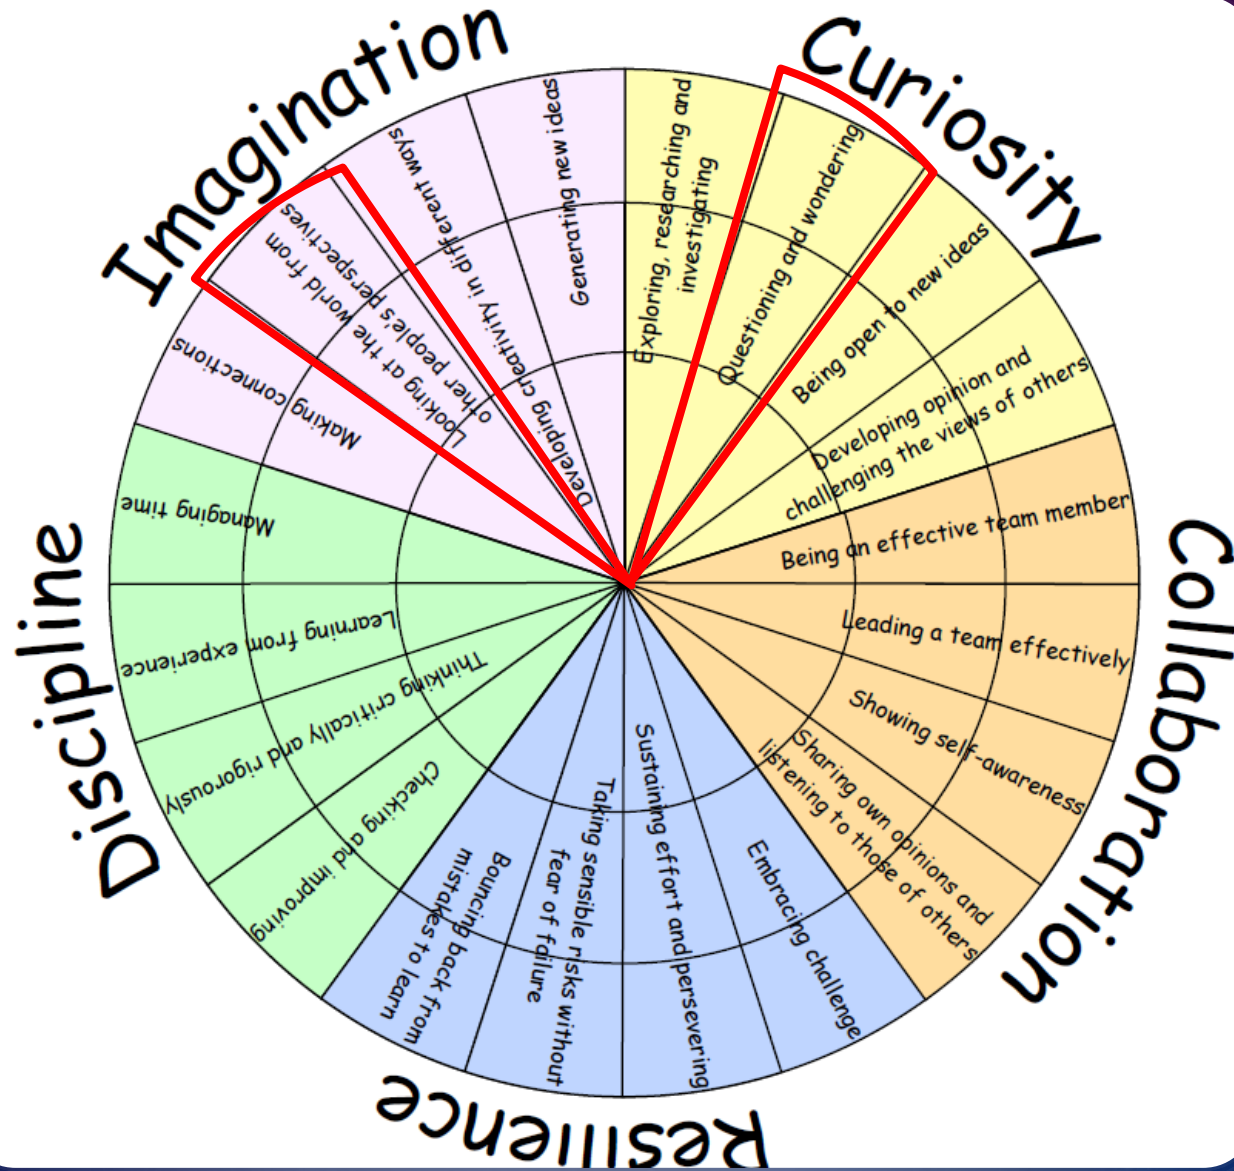 Curiosity
Exploring, researching and
investigating
Questioning and wondering
Being open to new ideas
Developing opinion and
challenging the views of others
Collaboration
Being an effective team member
Leading a team effectively
Showing self-awareness
Sharing own opinions and
listening to those of others
Resilience
Embracing challenge
Sustaining effort and persevering
Taking sensible risks without
fear of failure
Bouncing back from
mistakes to learn
Discipline
Checking and improving
Thinking critically and rigorously
Learning from experience
Managing time
Imagination
Making connections
Looking at the world from
other people's perspectives
Developing creativity in different ways
Generating new ideas